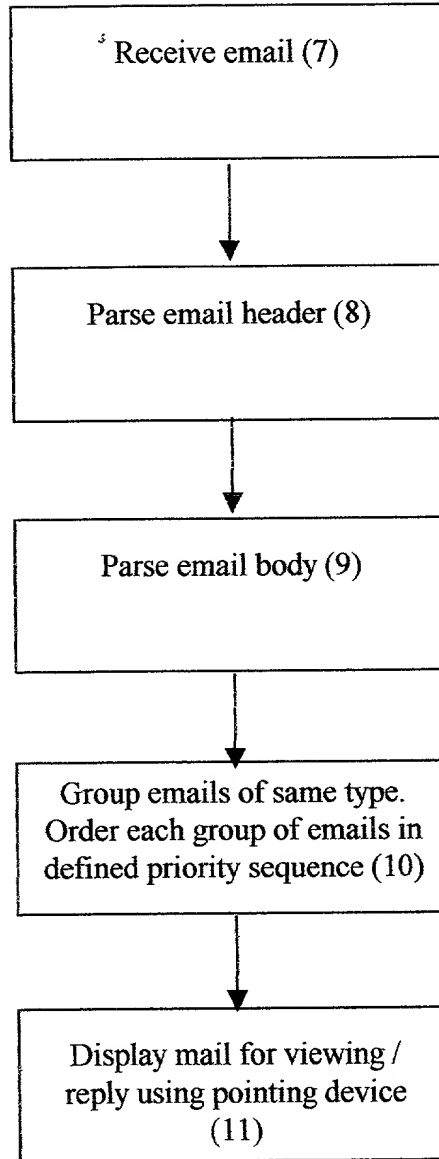 Receive email (7)
Parse email header (8)
Parse email body (9)
Group emails of same type.
Order each group of emails in
defined priority sequence (10)
Display mail for viewing /
reply using pointing device
(11)